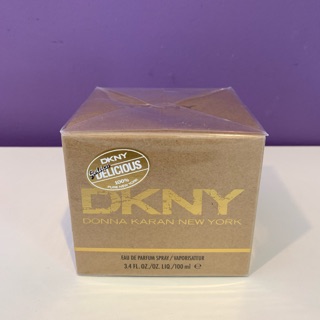 DKNY
DELICIOUS
100%
DKNY
DONNA KARAN NEW YORK
EAU DE PARFUM SPRAY / VAPORISATEUR
3.4 FL. OZ./OZ. LIQ./100 ml ℮